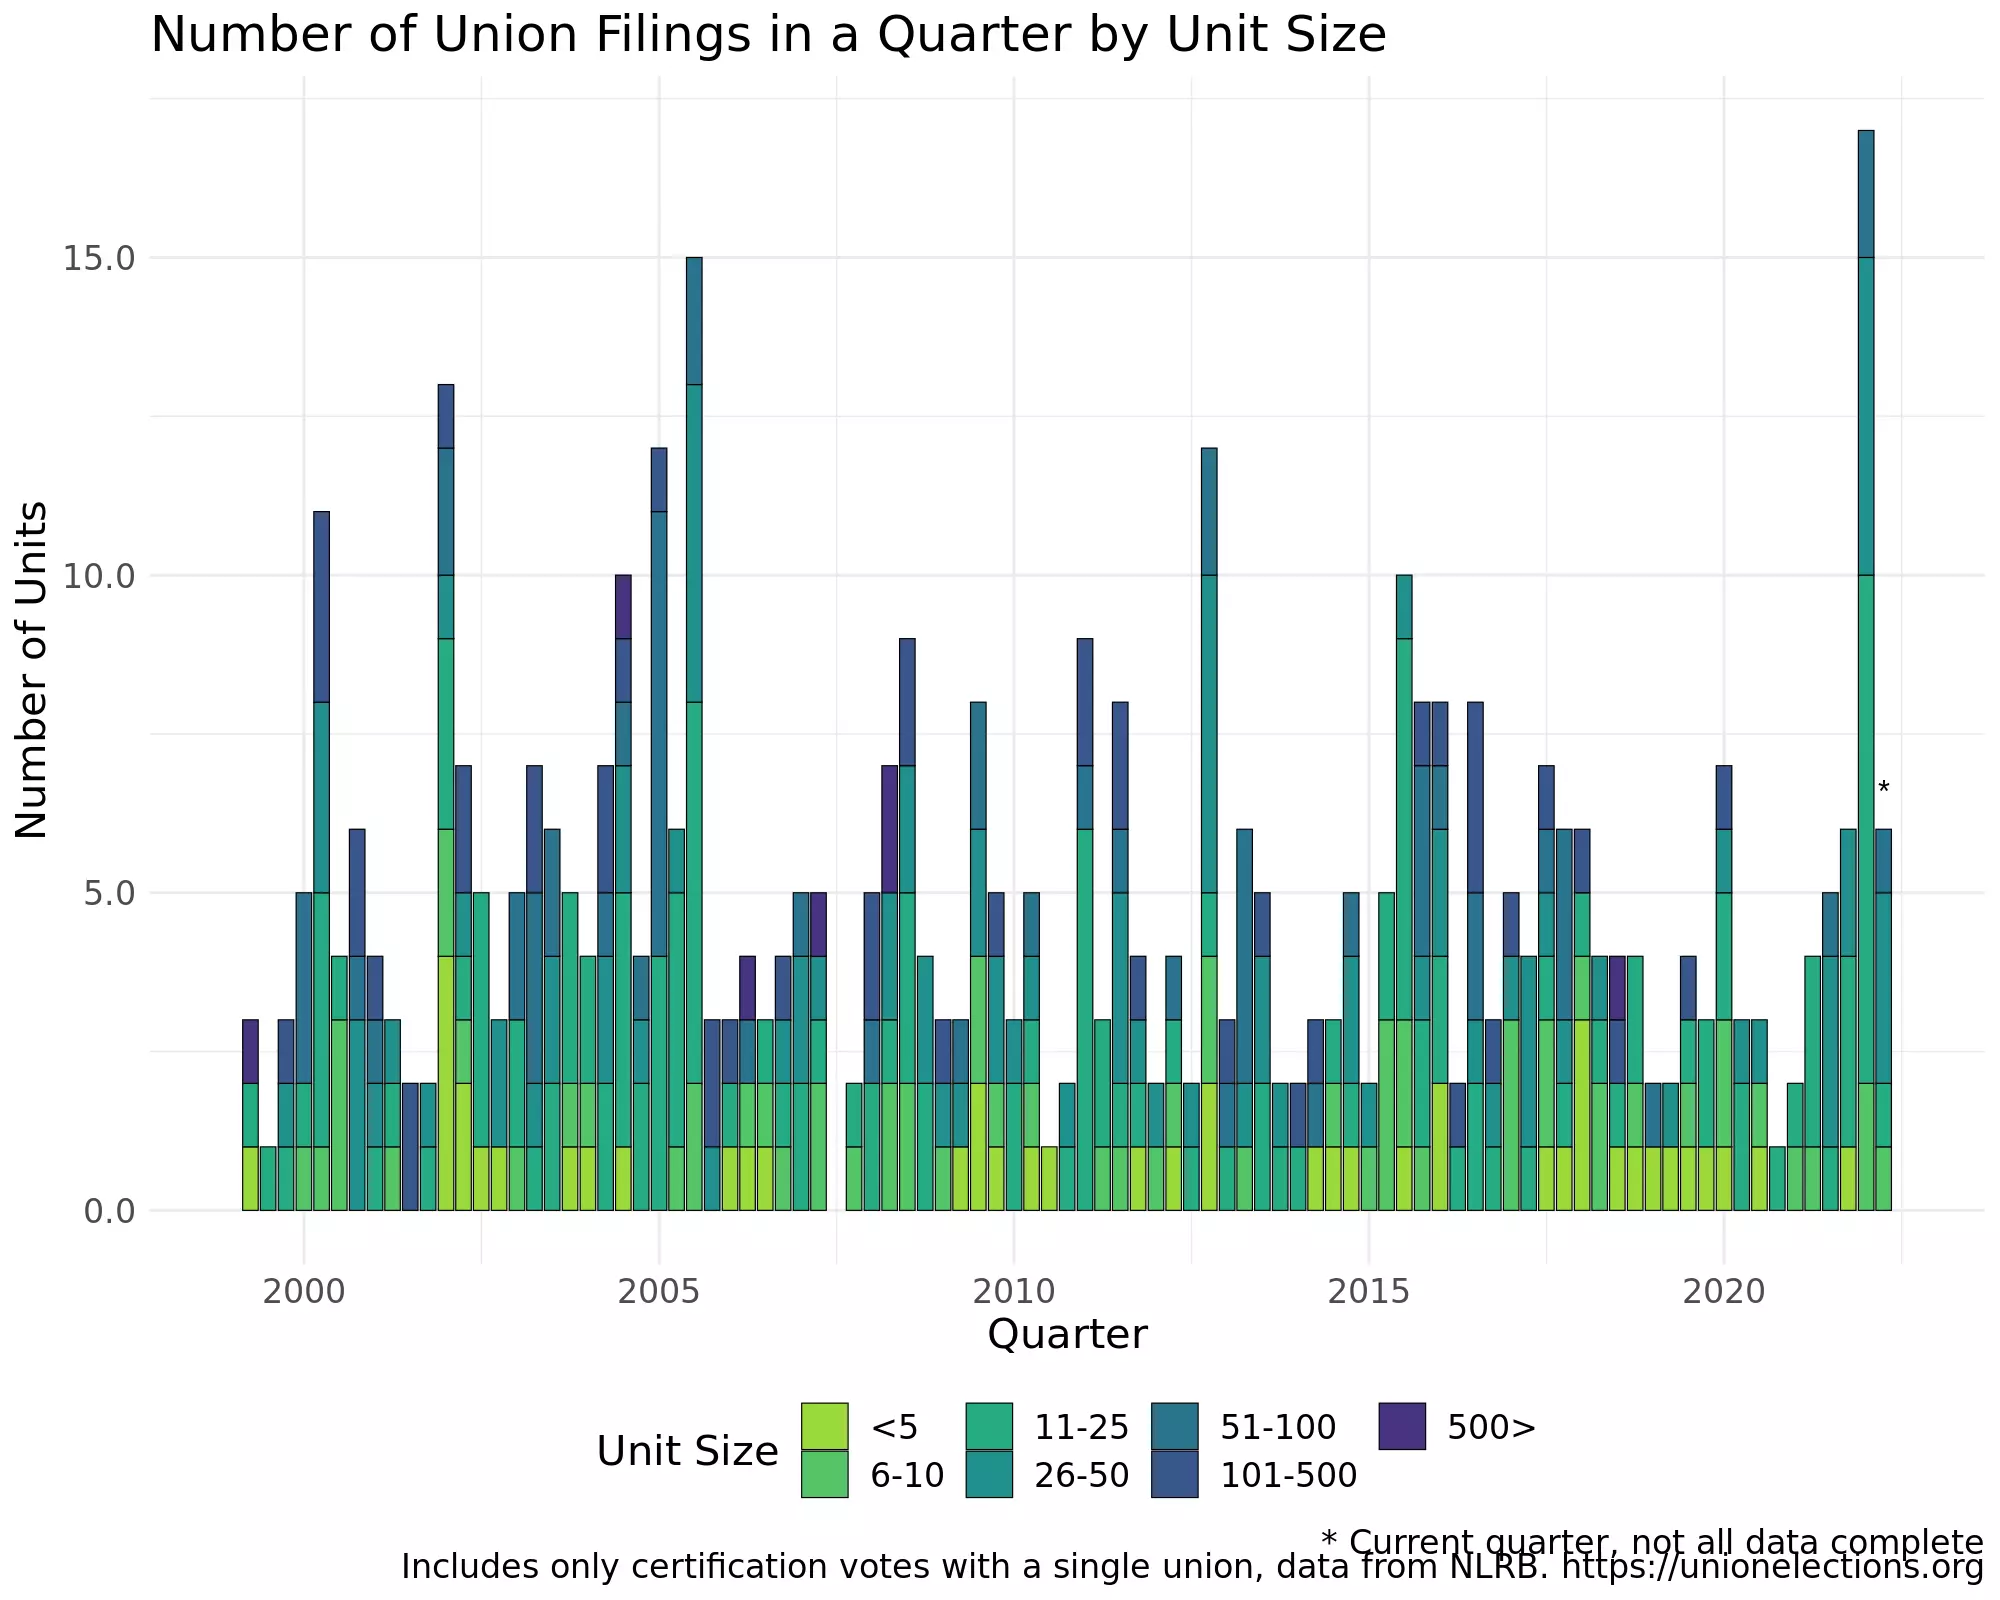 Number of Union Filings in a Quarter by Unit Size
Number of Units
15.0
10.0
5.0
0.0
*
2000 2005 2010 2015 2020
Quarter
Unit Size
<5 11-25 51-100 500>
6-10 26-50 101-500
* Current quarter, not all data complete
Includes only certification votes with a single union, data from NLRB. https://unionelections.org